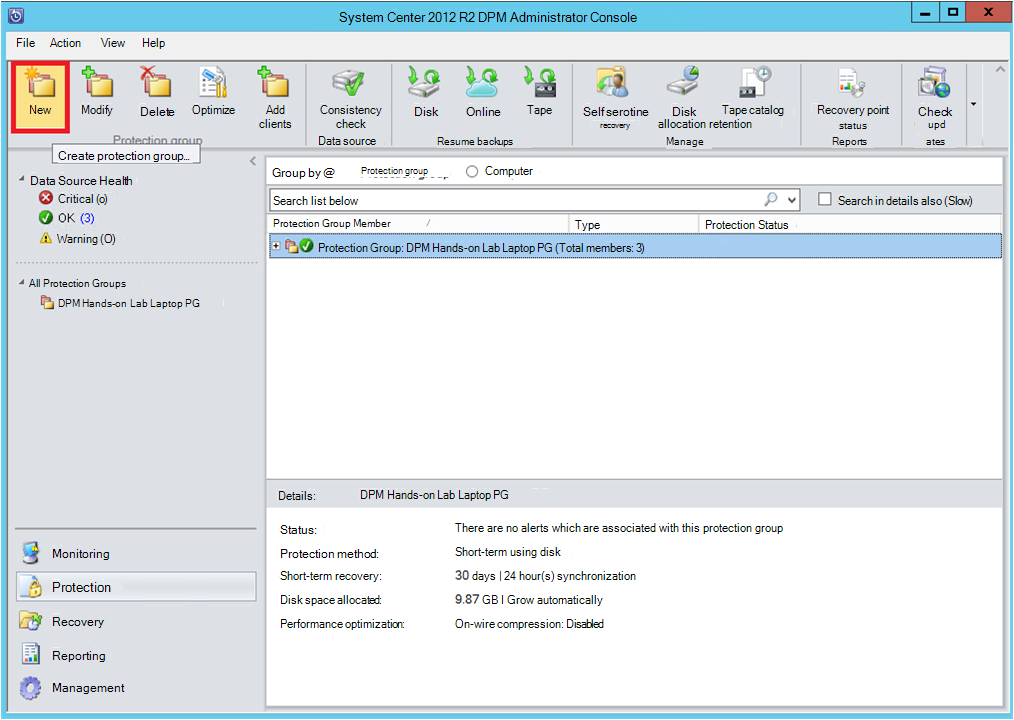 System Center 2012 R2 DPM Administrator Console
File Action View Help
New Modify Delete Optimize Add clients Consistency check Disk Online Tape Selfserotine recovery Disk allocation Tape catalog retention Recovery point status Check upd ates
Protection group Data source Resume backups Manage Reports
Create protection group...
Data Source Health
Critical (o)
OK (3)
Warning (O)
All Protection Groups
DPM Hands-on Lab Laptop PG
Group by @ Protection group Computer
Search list below Search in details also (Slow)
Protection Group Member / Type Protection Status
Protection Group: DPM Hands-on Lab Laptop PG (Total members: 3)
Details: DPM Hands-on Lab Laptop PG
Status: There are no alerts which are associated with this protection group
Protection method: Short-term using disk
Short-term recovery: 30 days | 24 hour(s) synchronization
Disk space allocated: 9.87 GB I Grow automatically
Performance optimization: On-wire compression: Disabled
Monitoring
Protection
Recovery
Reporting
Management